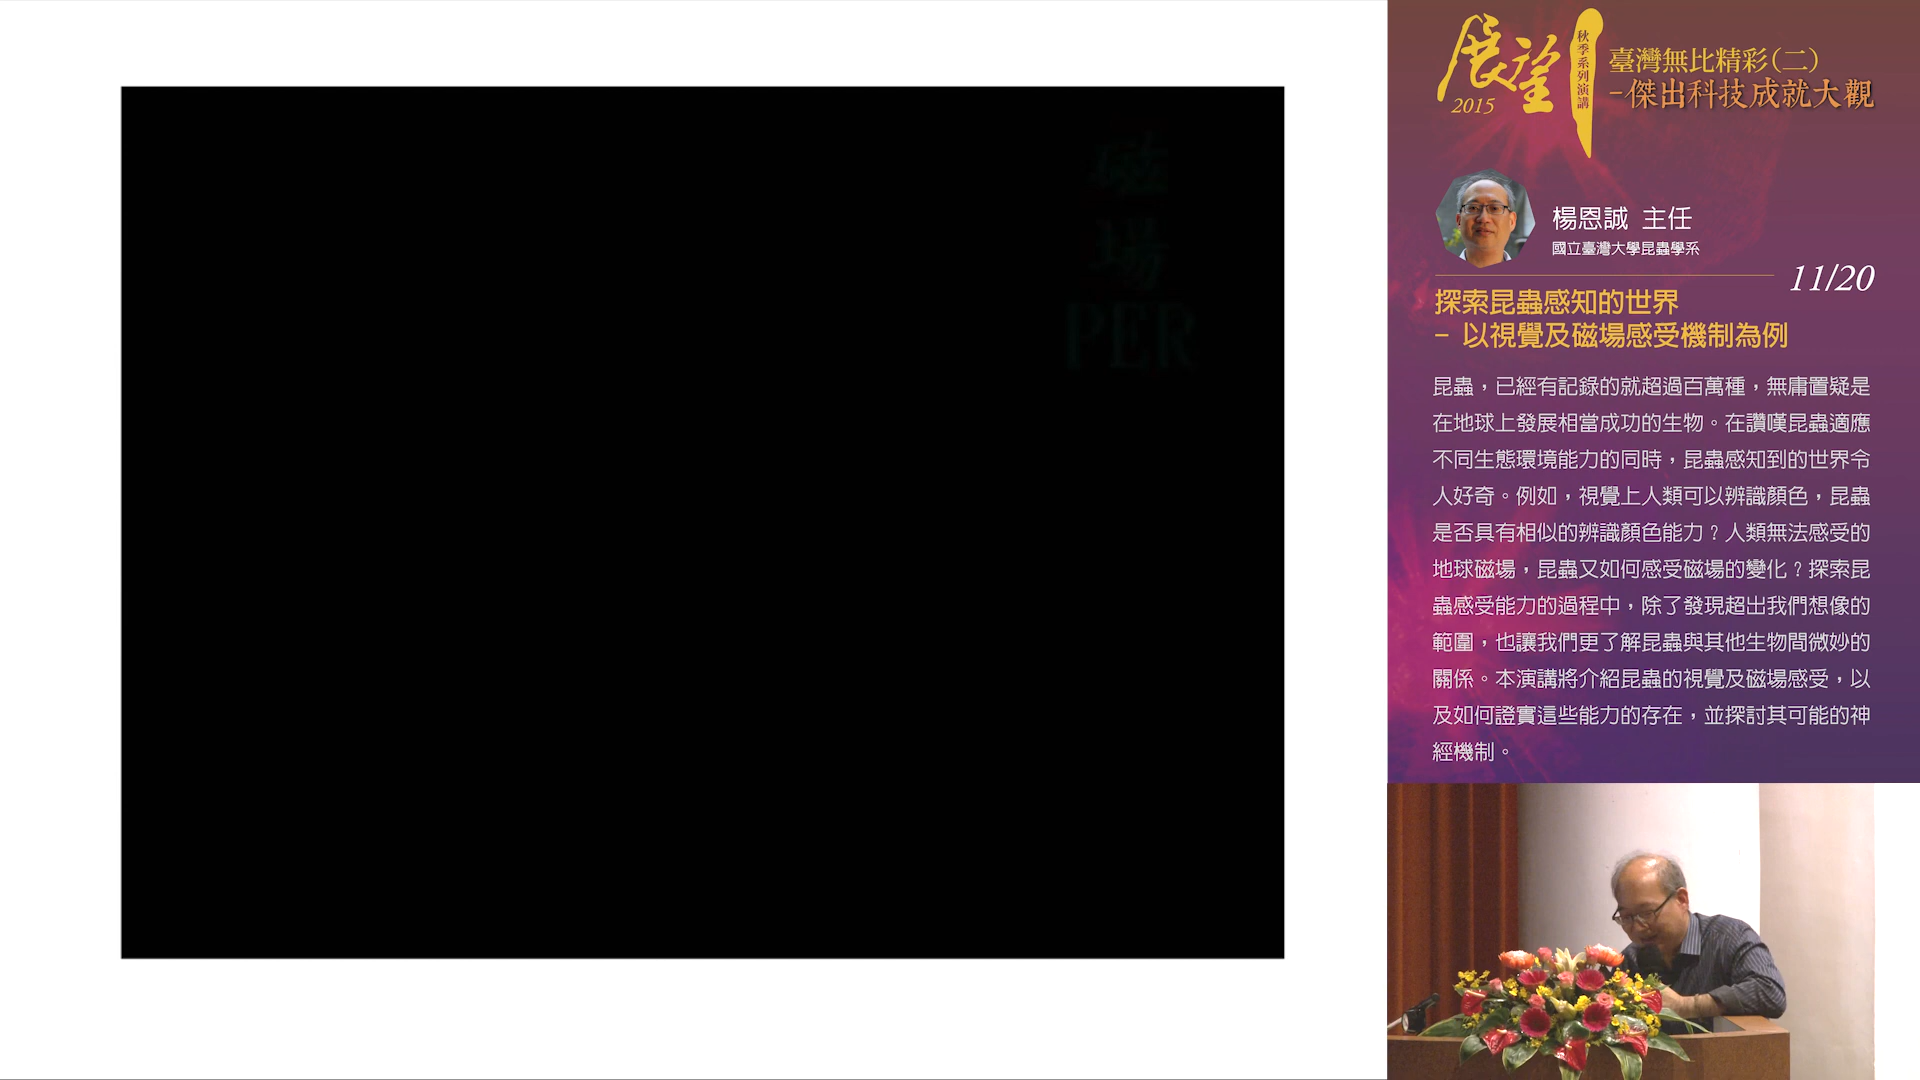 磁
場
PER
展望
2015
秋季系列演講
臺灣無比精彩(二)
-傑出科技成就大觀
楊恩誠 主任
國立臺灣大學昆蟲學系
11/20
探索昆蟲感知的世界
- 以視覺及磁場感受機制為例
昆蟲，已經有記錄的就超過百萬種，無庸置疑是
在地球上發展相當成功的生物。在讚嘆昆蟲適應
不同生態環境能力的同時，昆蟲感知到的世界令
人好奇。例如，視覺上人類可以辨識顏色，昆蟲
是否具有相似的辨識顏色能力？人類無法感受的
地球磁場，昆蟲又如何感受磁場的變化？探索昆
蟲感受能力的過程中，除了發現超出我們想像的
範圍，也讓我們更了解昆蟲與其他生物間微妙的
關係。本演講將介紹昆蟲的視覺及磁場感受，以
及如何證實這些能力的存在，並探討其可能的神
經機制。